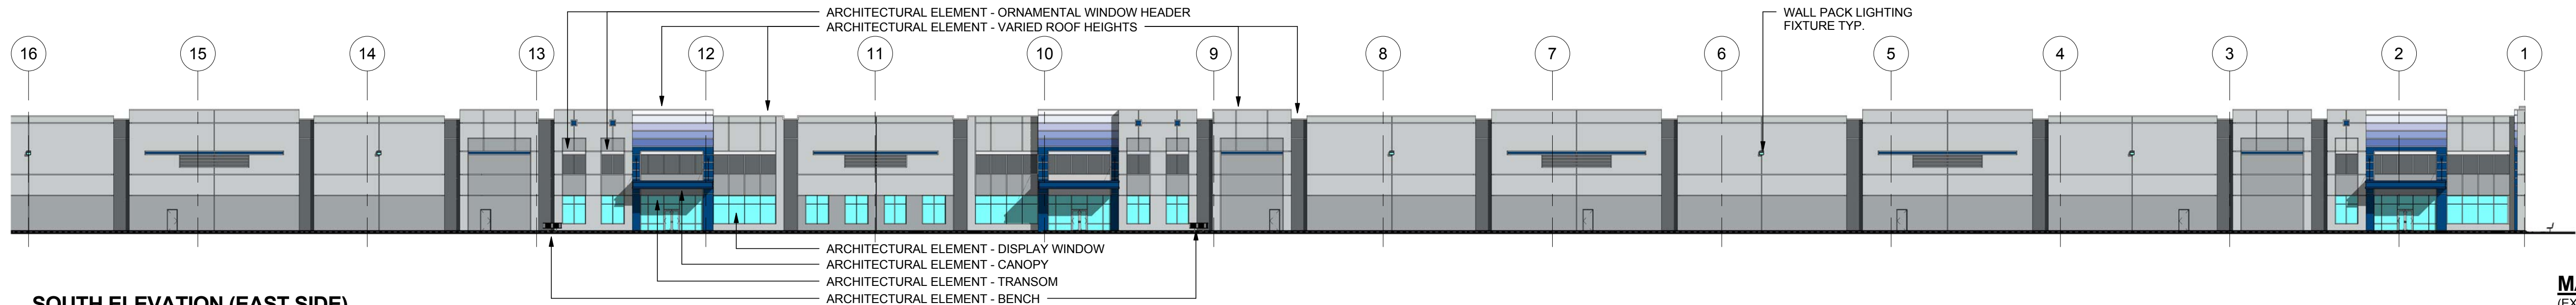 ARCHITECTURAL ELEMENT - ORNAMENTAL WINDOW HEADER
ARCHITECTURAL ELEMENT - VARIED ROOF HEIGHTS
WALL PACK LIGHTING
FIXTURE TYP.
16 15 14 13 12 11 10 9 8 7 6 5 4 3 2 1
ARCHITECTURAL ELEMENT - DISPLAY WINDOW
ARCHITECTURAL ELEMENT - CANOPY
ARCHITECTURAL ELEMENT - TRANSOM
ARCHITECTURAL ELEMENT - BENCH
SOUTH ELEVATION (EAST SIDE)